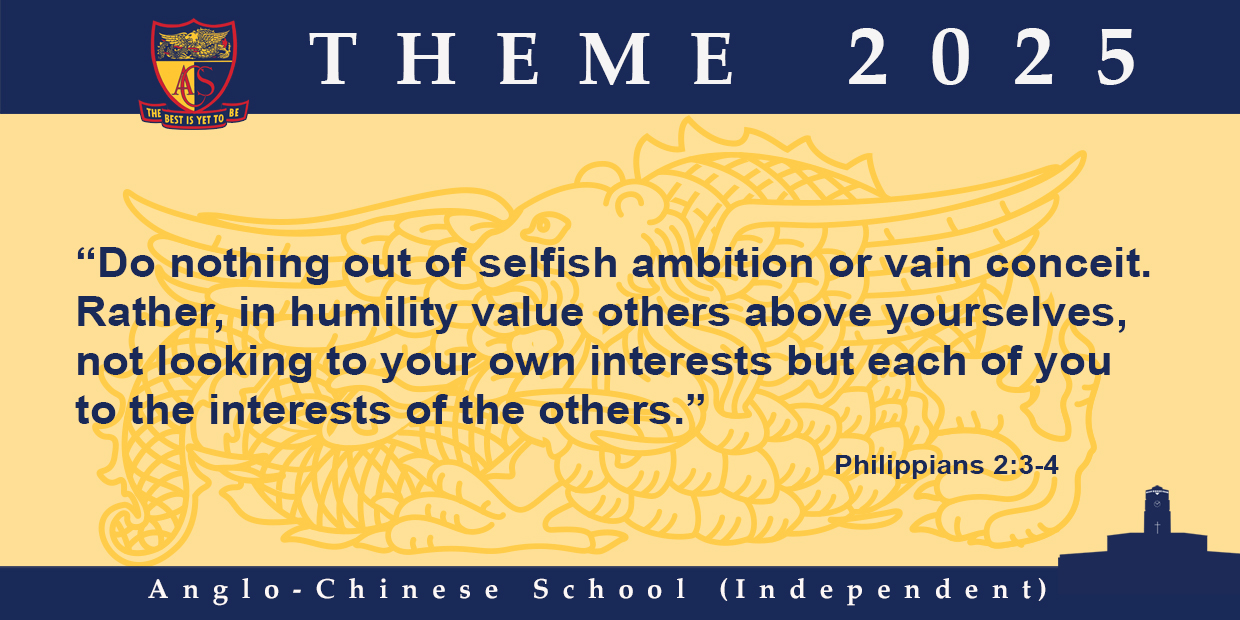 THEME 2025
ACS
THE BEST IS YET TO BE
“Do nothing out of selfish ambition or vain conceit.
Rather, in humility value others above yourselves,
not looking to your own interests but each of you
to the interests of the others.”
Philippians 2:3-4
Anglo-Chinese School (Independent)